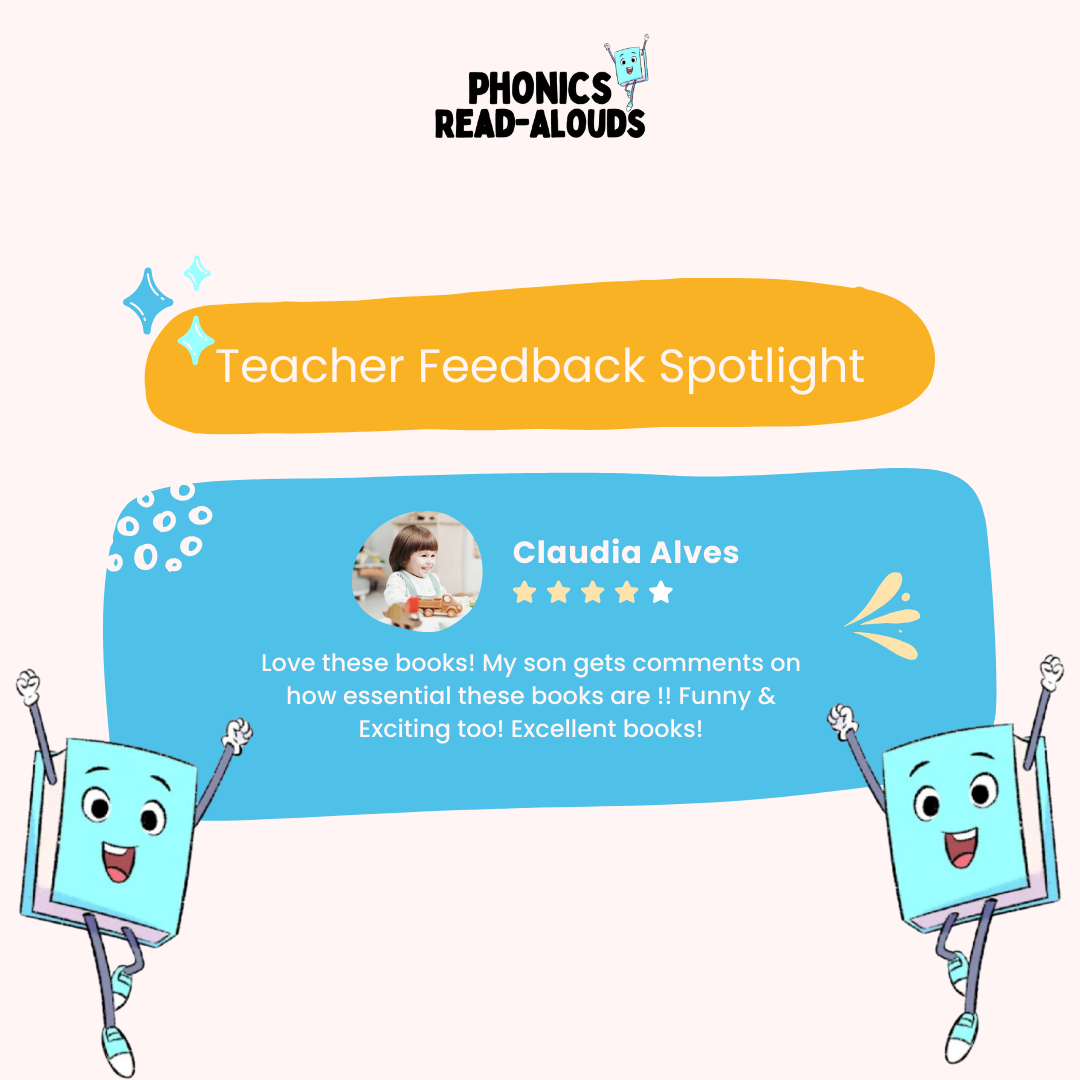 PHONICS
READ-ALOUDS
Teacher Feedback Spotlight
Claudia Alves
Love these books! My son gets comments on
how essential these books are !! Funny &
Exciting too! Excellent books!